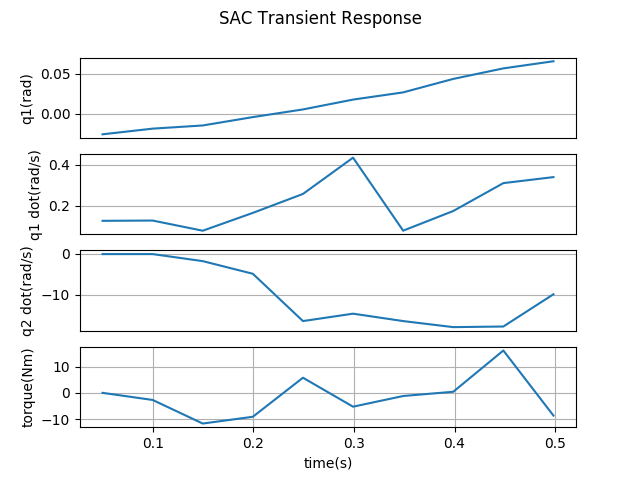 SAC Transient Response
q1(rad)
0.05
0.00
q1 dot(rad/s)
0.4
0.2
q2 dot(rad/s)
0
−10
torque(Nm)
10
0
−10
0.1 0.2 0.3 0.4 0.5
time(s)